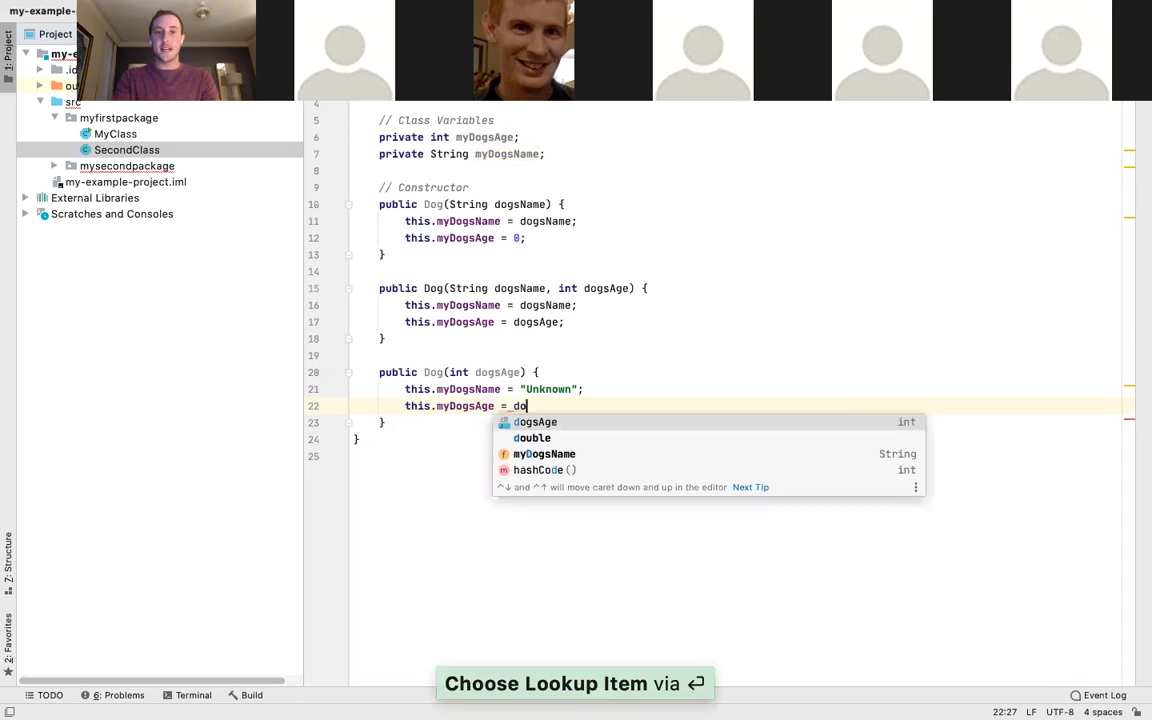 my-example-
Project
1: Project
my-e
.id
ou
src
myfirstpackage
MyClass
SecondClass
mysecondpackage
my-example-project.iml
External Libraries
Scratches and Consoles
4
5 // Class Variables
6 private int myDogsAge;
7 private String myDogsName;
8
9 // Constructor
10 public Dog(String dogsName) {
11 this.myDogsName = dogsName;
12 this.myDogsAge = 0;
13 }
14
15 public Dog(String dogsName, int dogsAge) {
16 this.myDogsName = dogsName;
17 this.myDogsAge = dogsAge;
18 }
19
20 public Dog(int dogsAge) {
21 this.myDogsName = "Unknown";
22 this.myDogsAge = do
23 }
24 }
25
dogsAge int
double
myDogsName String
hashCode() int
^↓ and ^↑ will move caret down and up in the editor Next Tip
7: Structure
2: Favorites
Choose Lookup Item via ⏎
TODO 6: Problems Terminal Build Event Log
22:27 LF UTF-8 4 spaces